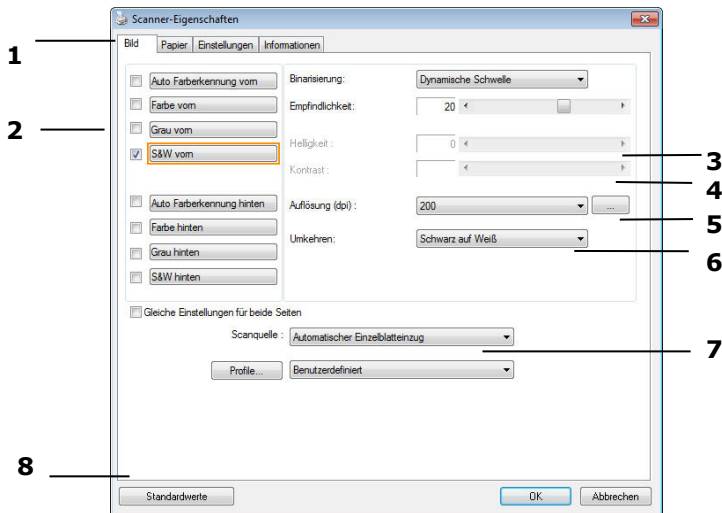 Scanner-Eigenschaften
1
Bild Papier Einstellungen Informationen
2
Auto Farberkennung vorn
Farbe vorn
Grau vorn
S&W vorn
Auto Farberkennung hinten
Farbe hinten
Grau hinten
S&W hinten
Binarisierung: Dynamische Schwelle
Empfindlichkeit: 20
Helligkeit : 0
3
Kontrast :
4
Auflösung (dpi) : 200 ...
5
Umkehren: Schwarz auf Weiß
6
Gleiche Einstellungen für beide Seiten
Scanquelle : Automatischer Einzelblatteinzug
7
Profile... Benutzerdefiniert
8
Standardwerte OK Abbrechen